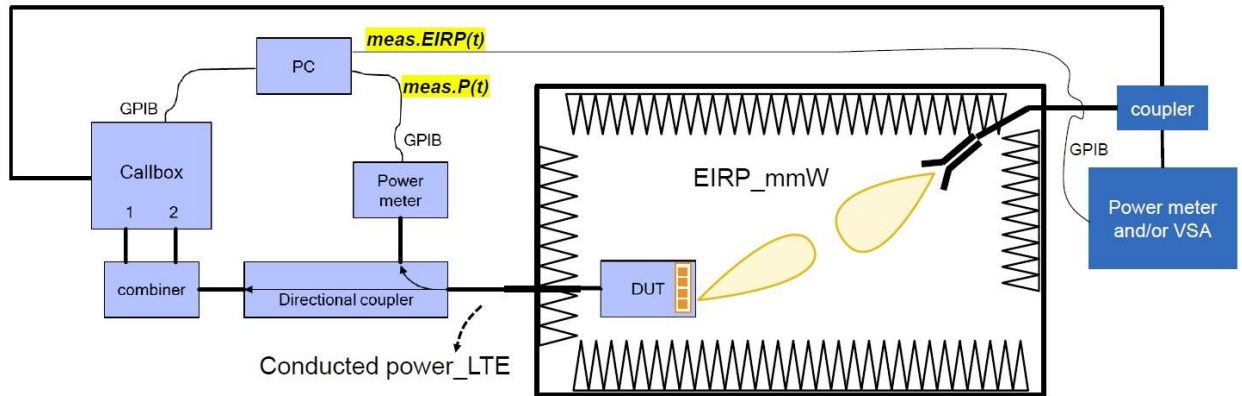 meas.EIRP(t)
PC
meas.P(t)
GPIB
coupler
GPIB
GPIB
Callbox
EIRP_mmW
Power
meter
1 2
Power meter
and/or VSA
combiner
Directional coupler
DUT
Conducted power_LTE